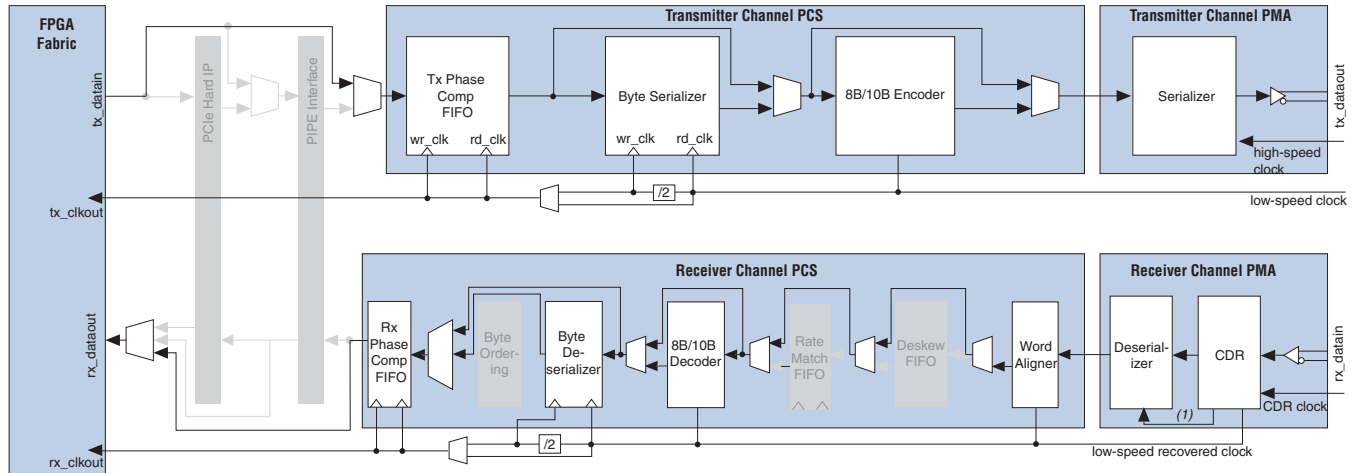 FPGA
Fabric
Transmitter Channel PCS
Transmitter Channel PMA
tx_datain
PCIe Hard IP
PIPE Interface
Tx Phase
Comp
FIFO
wr_clk
rd_clk
Byte Serializer
wr_clk
rd_clk
8B/10B Encoder
Serializer
tx_dataout
high-speed
clock
/2
tx_clkout
low-speed clock
Receiver Channel PCS
Receiver Channel PMA
rx_dataout
Rx
Phase
Comp
FIFO
Byte
Order-
ing
Byte
De-
serializer
8B/10B
Decoder
Rate
Match
FIFO
Deskew
FIFO
Word
Aligner
Deserial-
izer
CDR
rx_datain
CDR clock
(1)
/2
rx_clkout
low-speed recovered clock